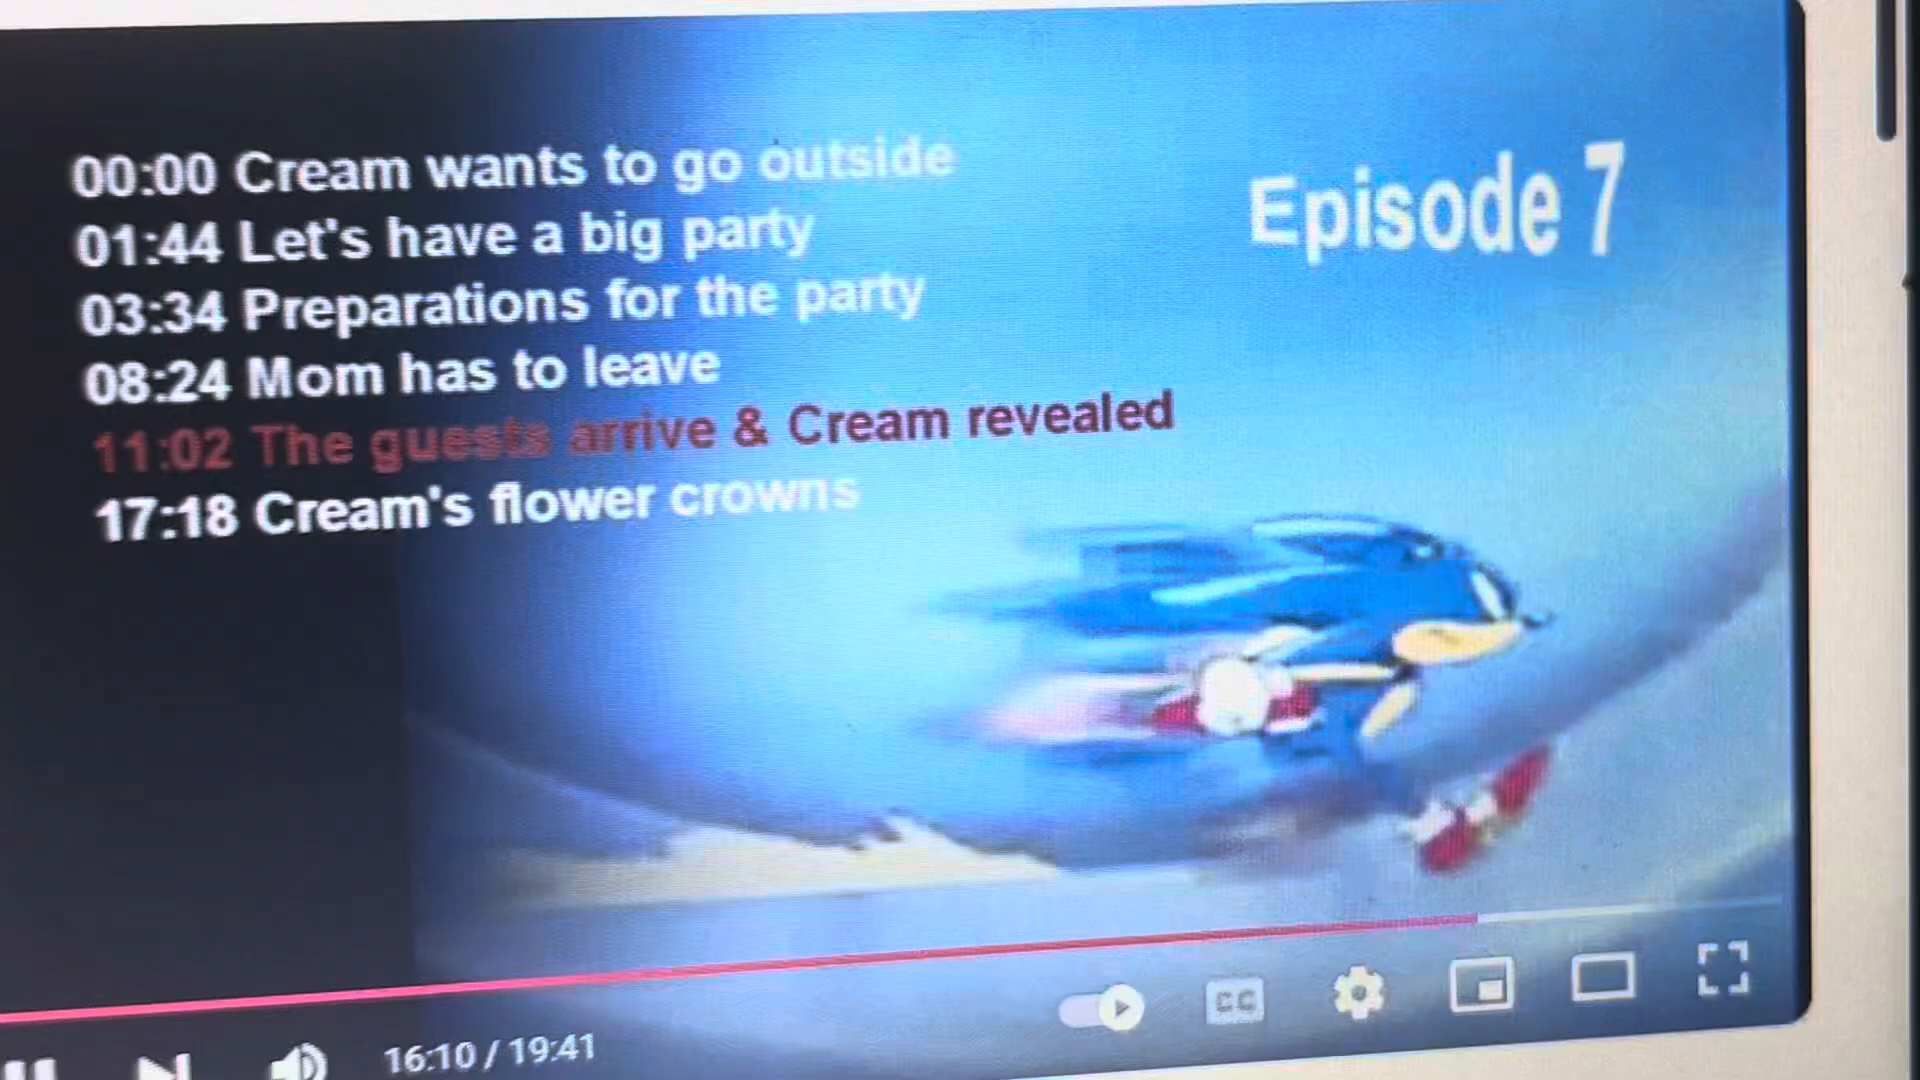 00:00 Cream wants to go outside
01:44 Let's have a big party
03:34 Preparations for the party
08:24 Mom has to leave
11:02 The guests arrive & Cream revealed
17:18 Cream's flower crowns
Episode 7
CC
16:10 / 19:41